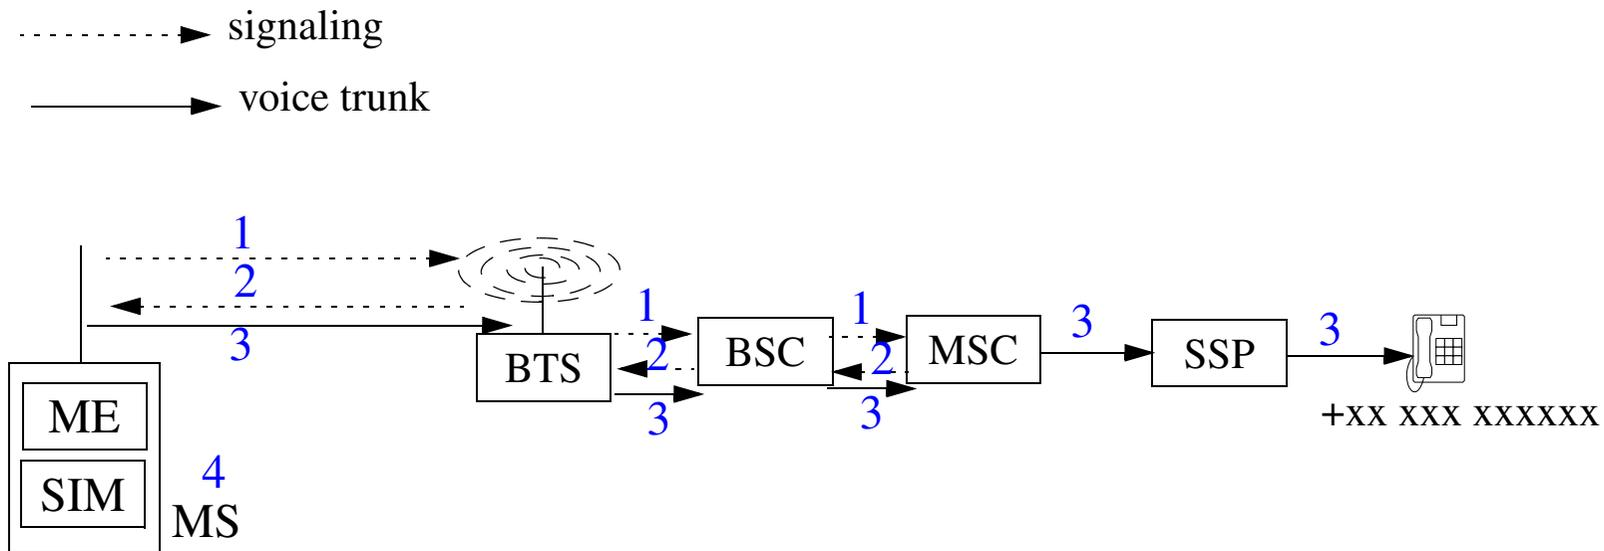 signaling
voice trunk
1
2
3
1
2
3
1
2
3
3
3
BTS
BSC
MSC
SSP
+xx xxx xxxxxx
ME
SIM
4
MS